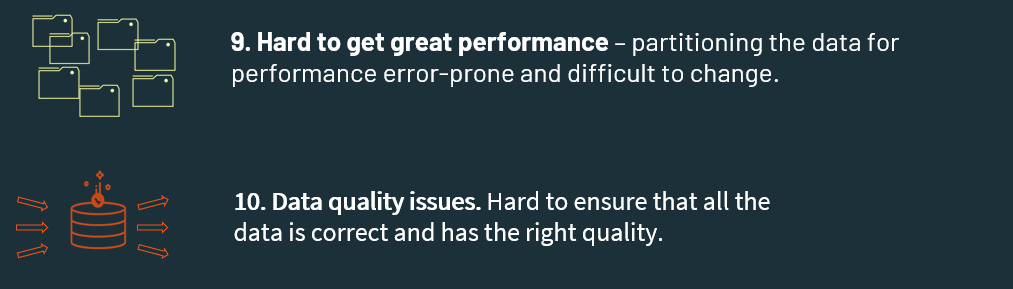 9. Hard to get great performance – partitioning the data for
performance error-prone and difficult to change.
10. Data quality issues. Hard to ensure that all the
data is correct and has the right quality.